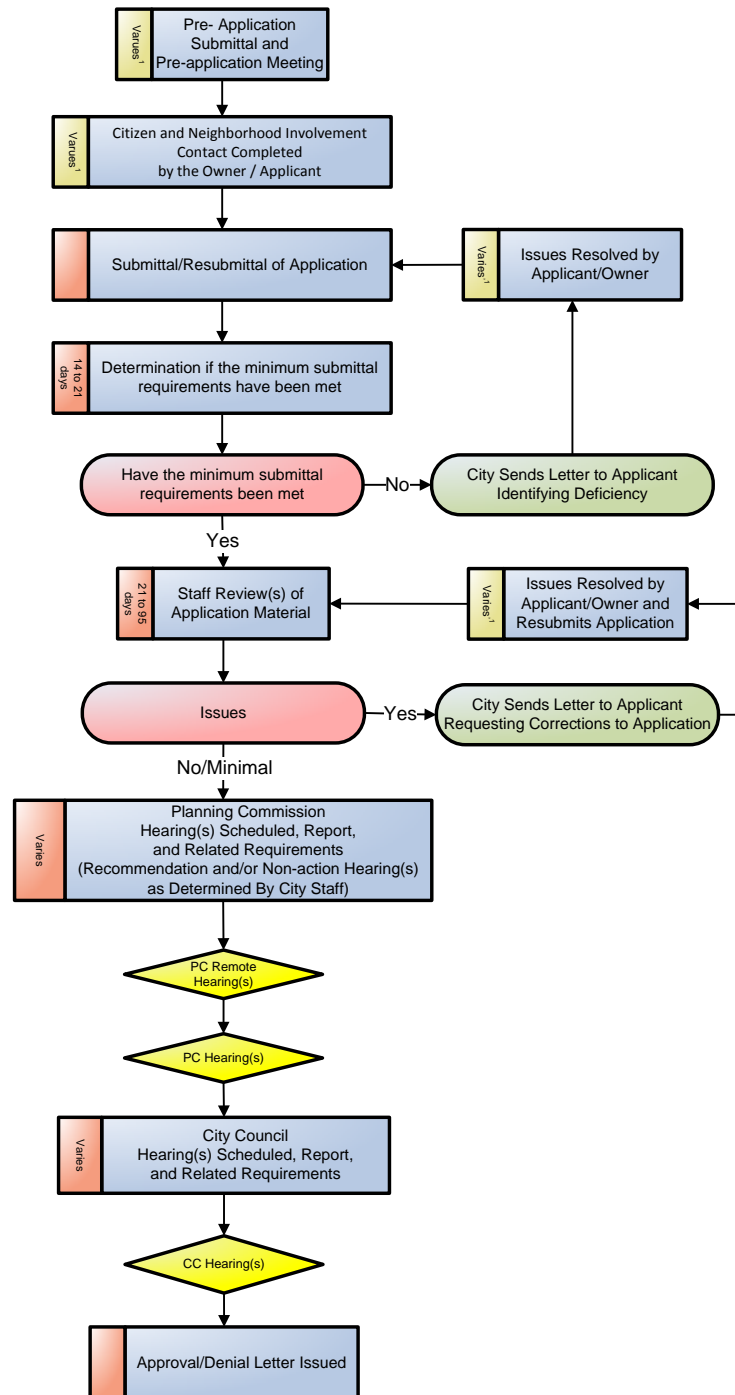 Pre- Application
Submittal and
Pre-application Meeting
Varues¹
Citizen and Neighborhood Involvement
Contact Completed
by the Owner / Applicant
Varues¹
Submittal/Resubmittal of Application
Issues Resolved by
Applicant/Owner
Varies,¹
Determination if the minimum submittal
requirements have been met
14 to 21
days
Have the minimum submittal
requirements been met
No
City Sends Letter to Applicant
Identifying Deficiency
Yes
Staff Review(s) of
Application Material
21 to 95
days
Issues Resolved by
Applicant/Owner and
Resubmits Application
Varies,¹
Issues
Yes
City Sends Letter to Applicant
Requesting Corrections to Application
No/Minimal
Planning Commission
Hearing(s) Scheduled, Report,
and Related Requirements
(Recommendation and/or Non-action Hearing(s)
as Determined By City Staff)
Varies
PC Remote
Hearing(s)
PC Hearing(s)
City Council
Hearing(s) Scheduled, Report,
and Related Requirements
Varies
CC Hearing(s)
Approval/Denial Letter Issued